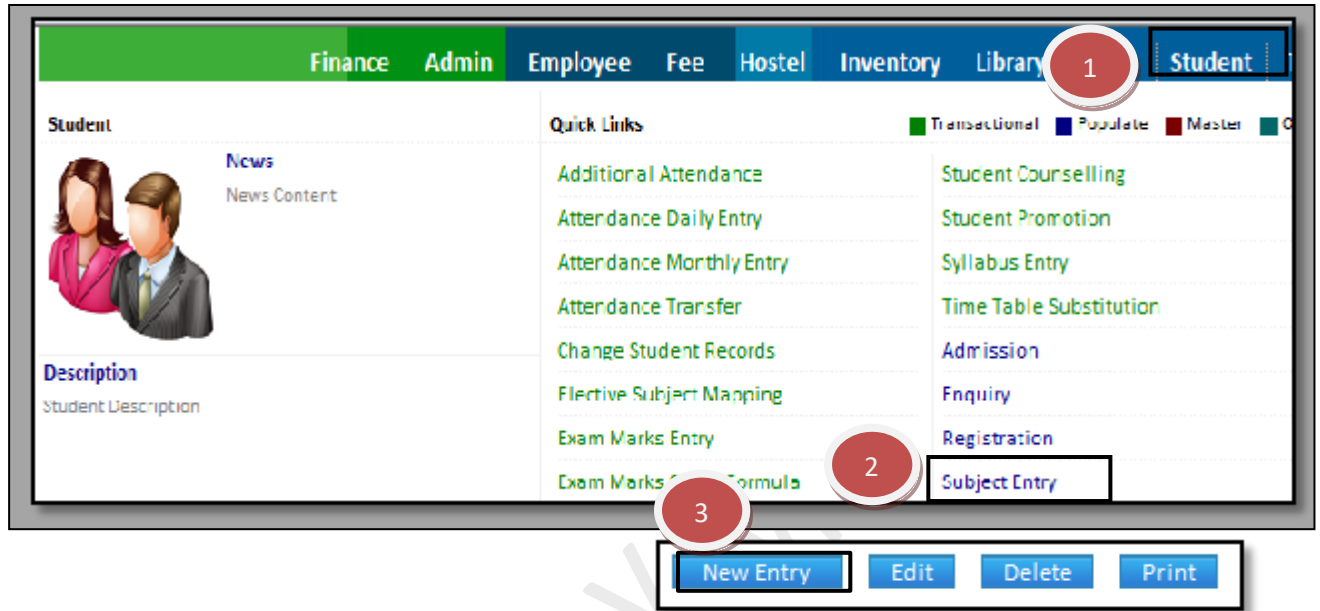 Finance Admin Employee Fee Hostel Inventory Library 1 Student
Student
Quick Links
Transactional Populate Master
News
News Content
Additional Attendance
Student Counselling
Attendance Daily Entry
Student Promotion
Attendance Monthly Entry
Syllabus Entry
Attendance Transfer
Time Table Substitution
Change Student Records
Admission
Description
Student Description
Elective Subject Mapping
Enquiry
Exam Marks Entry
Registration
Exam Marks Formula
2
Subject Entry
3
New Entry Edit Delete Print